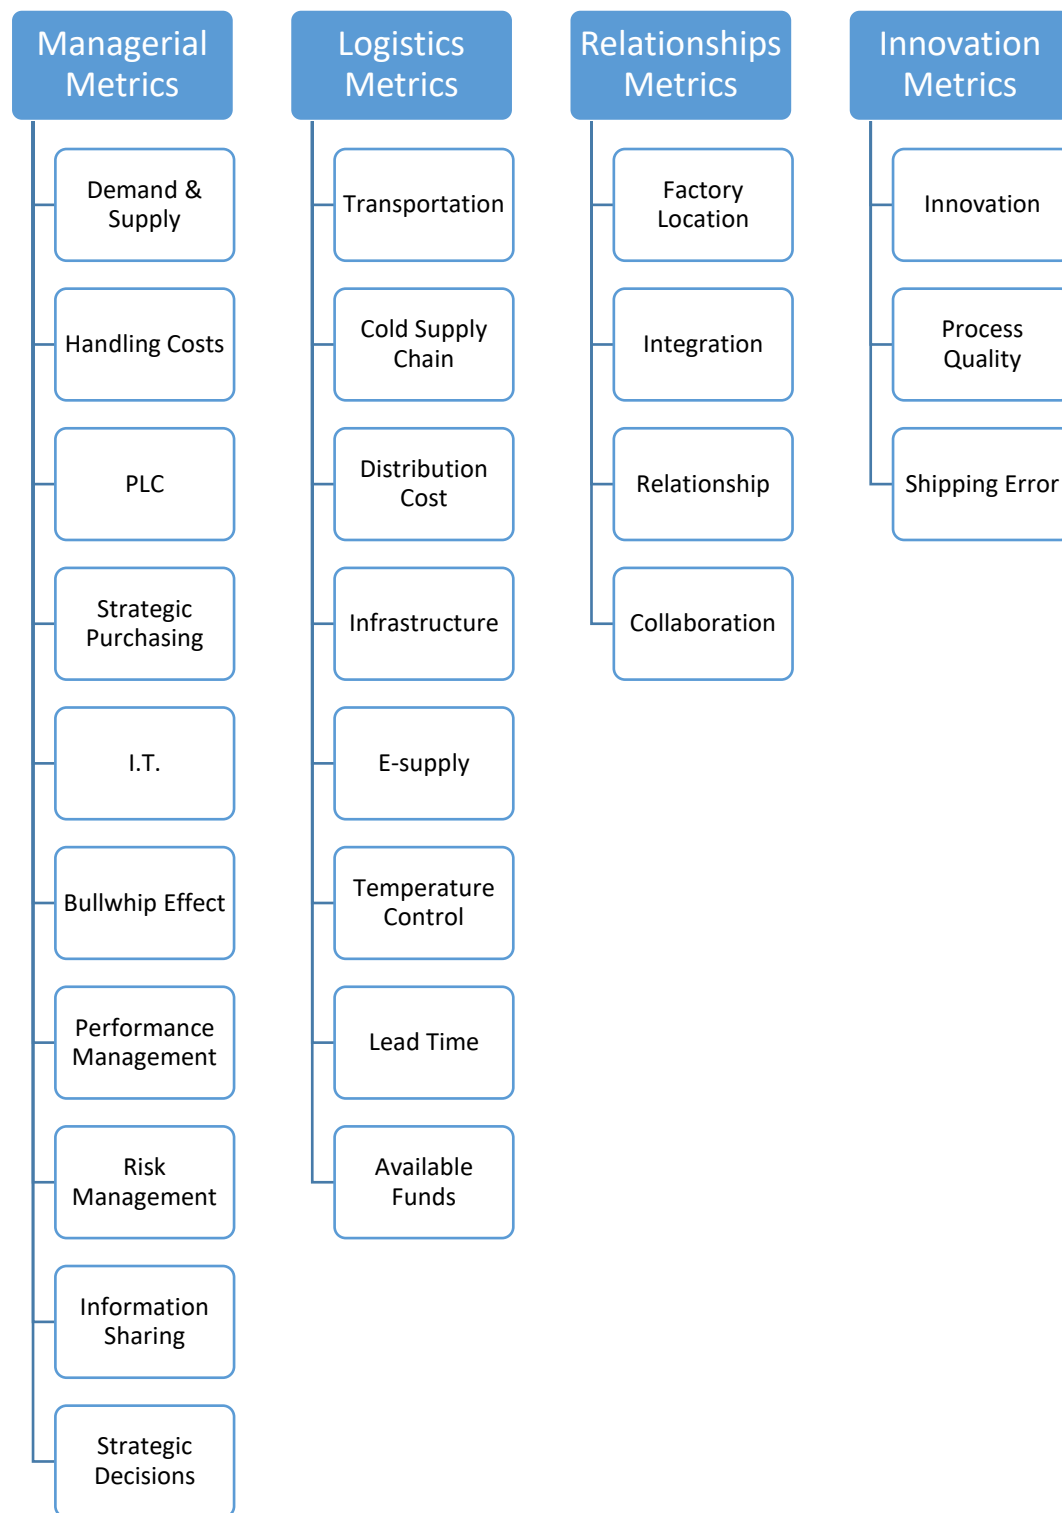 Managerial
Metrics
Demand &
Supply
Handling Costs
PLC
Strategic
Purchasing
I.T.
Bullwhip Effect
Performance
Management
Risk
Management
Information
Sharing
Strategic
Decisions
Logistics
Metrics
Transportation
Cold Supply
Chain
Distribution
Cost
Infrastructure
E-supply
Temperature
Control
Lead Time
Available
Funds
Relationships
Metrics
Factory
Location
Integration
Relationship
Collaboration
Innovation
Metrics
Innovation
Process
Quality
Shipping Error